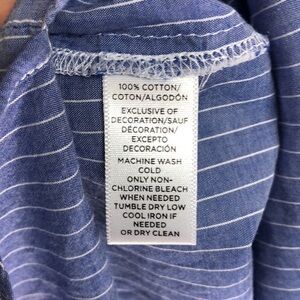 100% COTTON/
COTON/ALGODÓN
EXCLUSIVE OF
DECORATION/SAUF
DÉCORATION/
EXCEPTO
DECORACIÓN
MACHINE WASH
COLD
ONLY NON-
CHLORINE BLEACH
WHEN NEEDED
TUMBLE DRY LOW
COOL IRON IF
NEEDED
OR DRY CLEAN